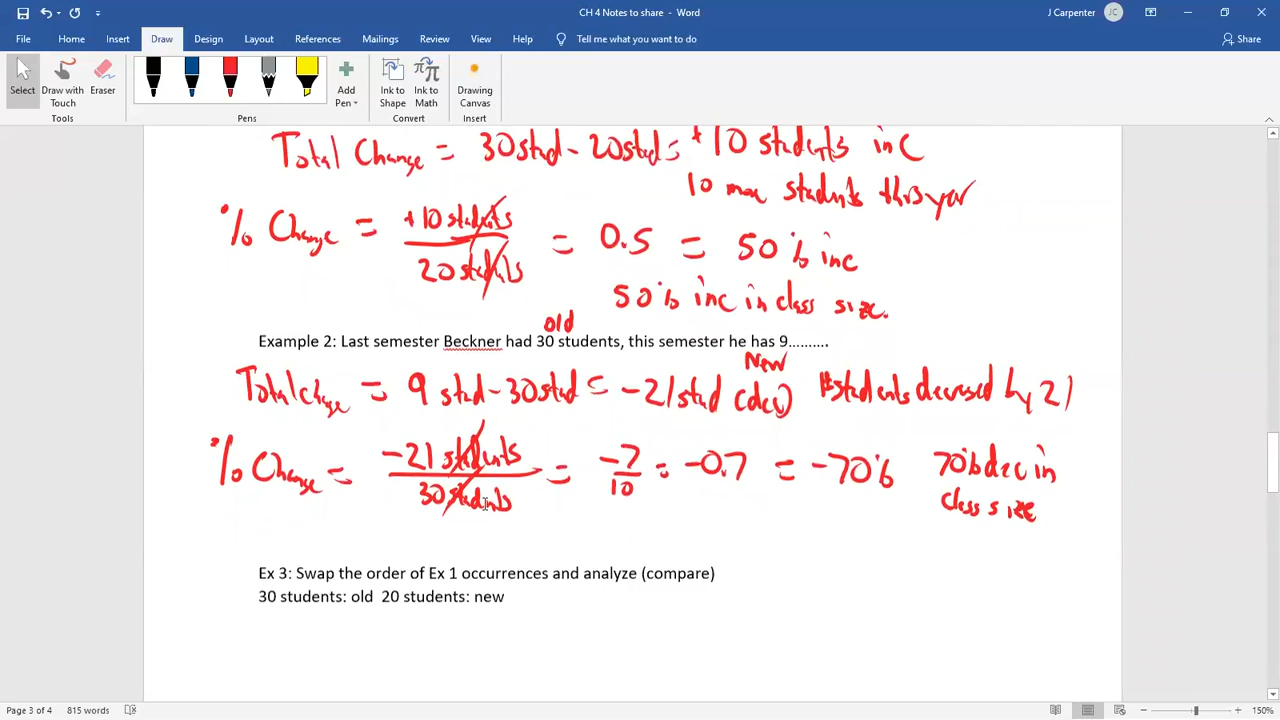 CH 4 Notes to share - Word
J Carpenter JC
File Home Insert Draw Design Layout References Mailings Review View Help Tell me what you want to do Share
Select Draw with Touch Eraser Add Pen Ink to Shape Ink to Math Drawing Canvas
Tools Pens Convert Insert
Total Change = 30 stud - 20 stud = +10 students inc
10 more students this year
% Change = +10 students / 20 students = 0.5 = 50% inc
50% inc in class size.
old
Example 2: Last semester Beckner had 30 students, this semester he has 9..........
New
Total chge = 9 stud - 30 stud = -21 stud (dec) #students decreased by 21
% Change = -21 students / 30 students = -7/10 = -0.7 = -70% 70% dec in
class size
Ex 3: Swap the order of Ex 1 occurrences and analyze (compare)
30 students: old 20 students: new
Page 3 of 4 815 words 150%